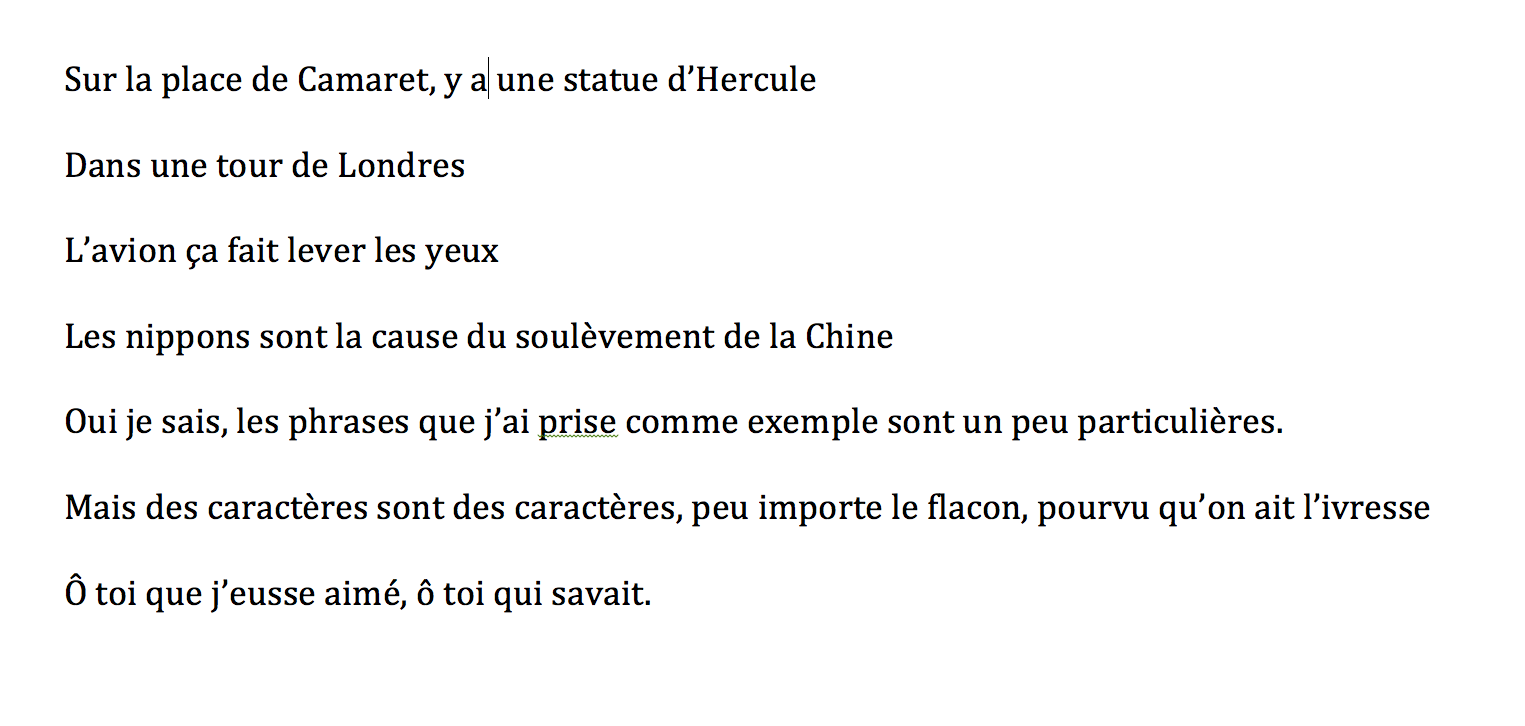 Sur la place de Camaret, y a une statue d’Hercule
Dans une tour de Londres
L’avion ça fait lever les yeux
Les nippons sont la cause du soulèvement de la Chine
Oui je sais, les phrases que j’ai prise comme exemple sont un peu particulières.
Mais des caractères sont des caractères, peu importe le flacon, pourvu qu’on ait l’ivresse
Ô toi que j’eusse aimé, ô toi qui savait.